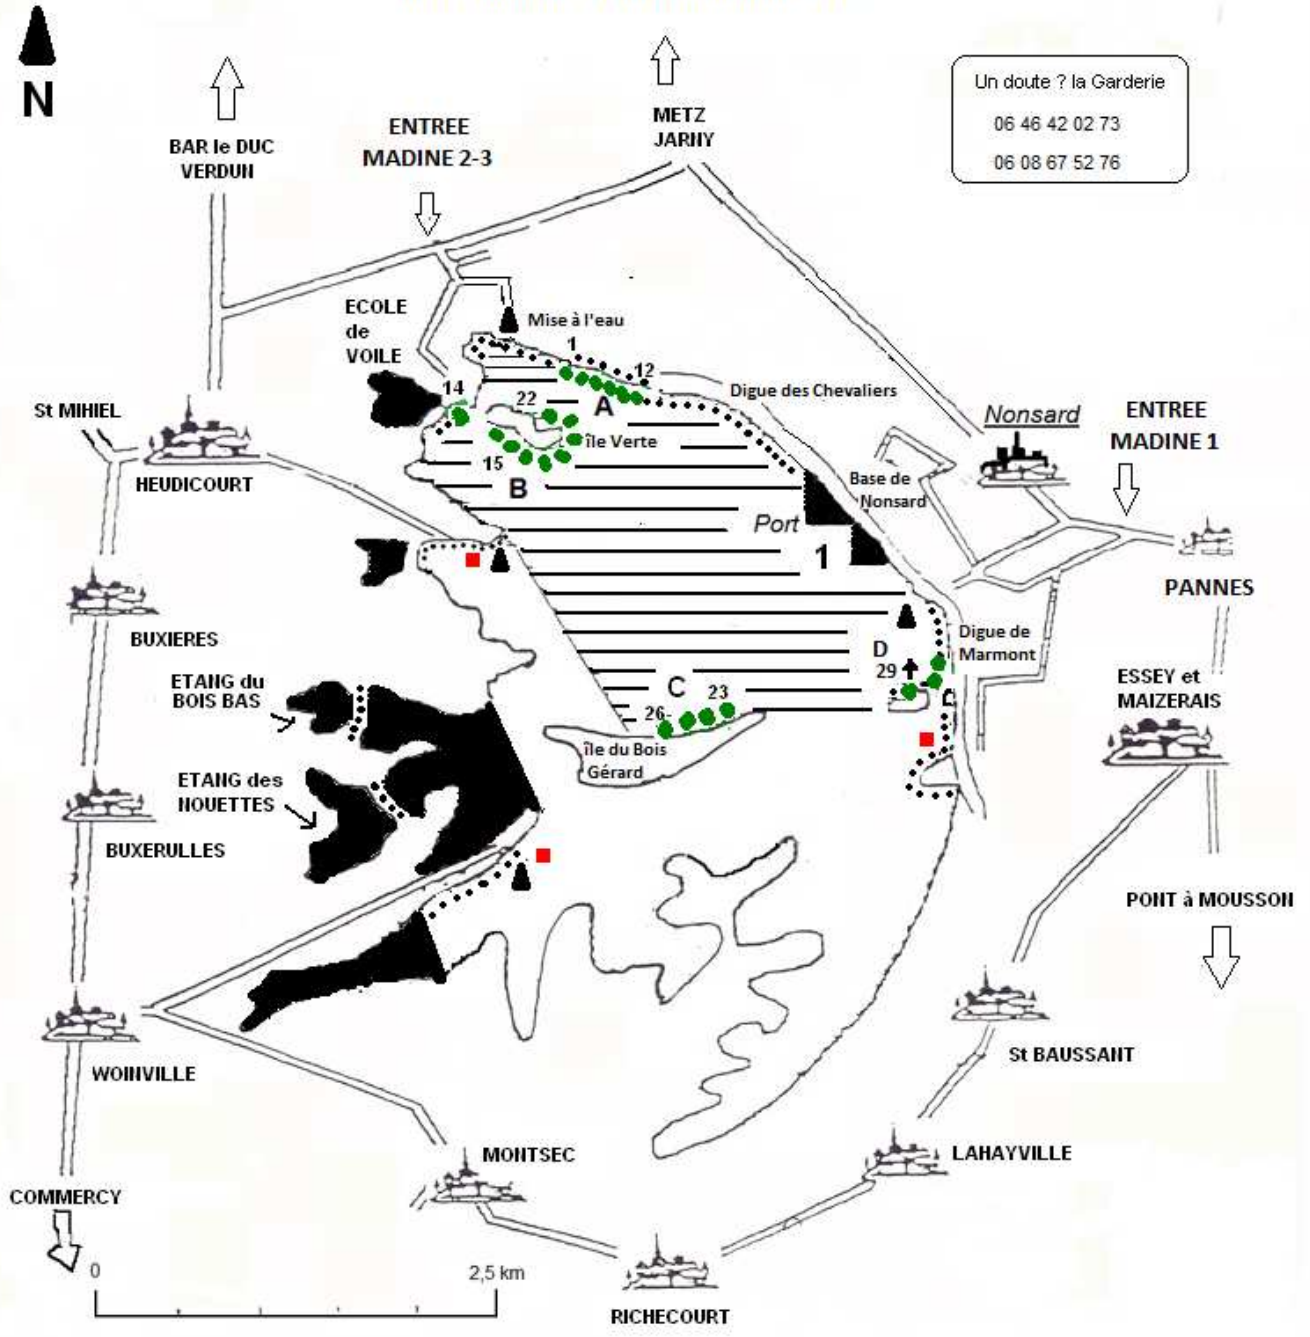 N
BAR le DUC
VERDUN
ENTREE
MADINE 2-3
METZ
JARNY
Un doute ? la Garderie
06 46 42 02 73
06 08 67 52 76
ECOLE
de
VOILE
Mise à l'eau
1
12
14
22
A
Digue des Chevaliers
St MIHIEL
Nonsard
ENTREE
MADINE 1
île Verte
15
B
HEUDICOURT
Base de
Nonsard
Port
1
PANNES
BUXIERES
Digue de
Marmont
D
29
ETANG du
BOIS BAS
C
23
26-
ESSEY et
MAIZERAIS
île du Bois
Gérard
ETANG des
NOUETTES
BUXERULLES
PONT à MOUSSON
WOINVILLE
St BAUSSANT
MONTSEC
LAHAYVILLE
COMMERCY
0
2,5 km
RICHECOURT